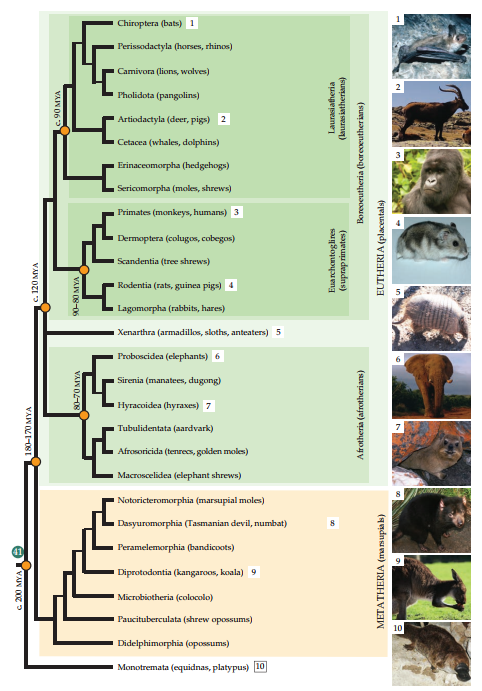 Chiroptera (bats) 1
Perissodactyla (horses, rhinos)
Carnivora (lions, wolves)
Pholidota (pangolins)
Artiodactyla (deer, pigs) 2
Cetacea (whales, dolphins)
Erinaceomorpha (hedgehogs)
Sericomorpha (moles, shrews)
c. 90 MYA
Laurasiatheria
(laurasiatherians)
Primates (monkeys, humans) 3
Dermoptera (colugos, cobegos)
Scandentia (tree shrews)
Rodentia (rats, guinea pigs) 4
Lagomorpha (rabbits, hares)
90–80 MYA
Euarchontoglires
(supraprimates)
Boreoeutheria (boreoeutherians)
c. 120 MYA
Xenarthra (armadillos, sloths, anteaters) 5
EUTHERIA (placentals)
Proboscidea (elephants) 6
Sirenia (manatees, dugong)
Hyracoidea (hyraxes) 7
Tubulidentata (aardvark)
Afrosoricida (tenrecs, golden moles)
Macroscelidea (elephant shrews)
80–70 MYA
Afrotheria (afrotherians)
180–170 MYA
Notoricteromorphia (marsupial moles)
Dasyuromorphia (Tasmanian devil, numbat) 8
Peramelemorphia (bandicoots)
Diprotodontia (kangaroos, koala) 9
Microbiotheria (colocolo)
Paucituberculata (shrew opossums)
Didelphimorphia (opossums)
METATHERIA (marsupials)
41
c. 200 MYA
Monotremata (equidnas, platypus) 10
1
2
3
4
5
6
7
8
9
10